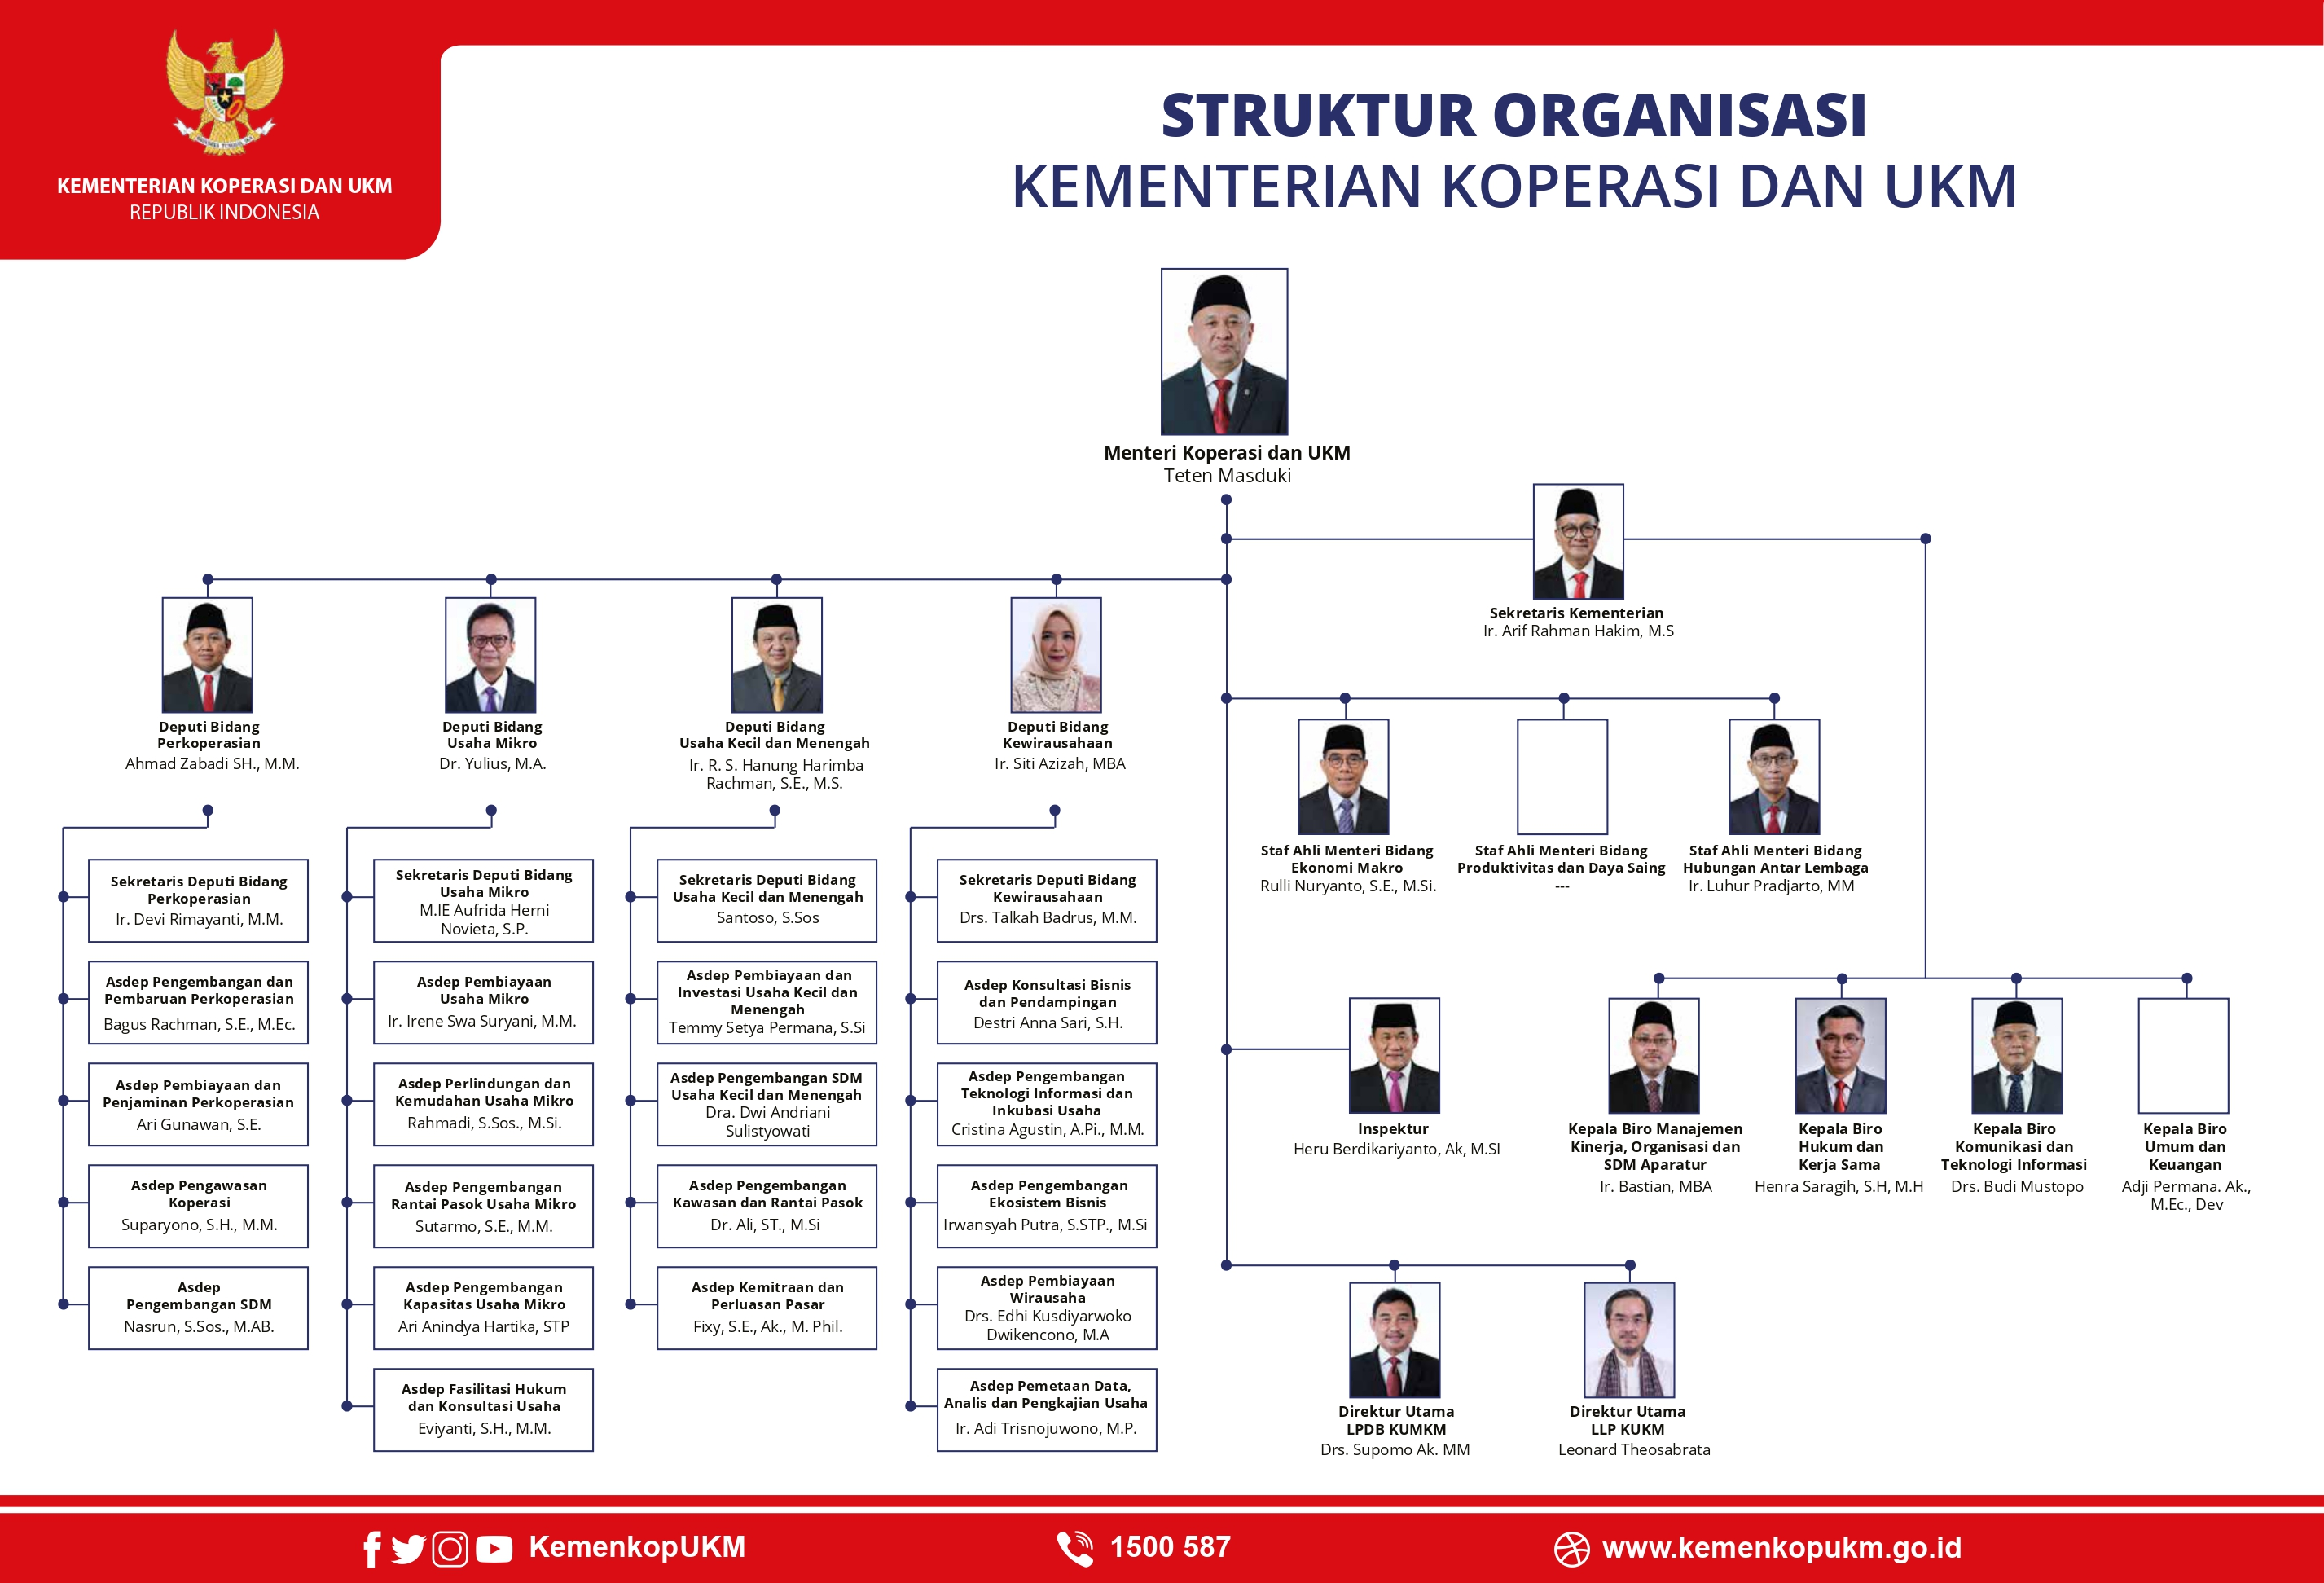 KEMENTERIAN KOPERASI DAN UKM
REPUBLIK INDONESIA
STRUKTUR ORGANISASI
KEMENTERIAN KOPERASI DAN UKM
Menteri Koperasi dan UKM
Teten Masduki
Sekretaris Kementerian
Ir. Arif Rahman Hakim, M.S
Deputi Bidang
Perkoperasian
Ahmad Zabadi SH., M.M.
Deputi Bidang
Usaha Mikro
Dr. Yulius, M.A.
Deputi Bidang
Usaha Kecil dan Menengah
Ir. R. S. Hanung Harimba
Rachman, S.E., M.S.
Deputi Bidang
Kewirausahaan
Ir. Siti Azizah, MBA
Sekretaris Deputi Bidang
Perkoperasian
Ir. Devi Rimayanti, M.M.
Asdep Pengembangan dan
Pembaruan Perkoperasian
Bagus Rachman, S.E., M.Ec.
Asdep Pembiayaan dan
Penjaminan Perkoperasian
Ari Gunawan, S.E.
Asdep Pengawasan
Koperasi
Suparyono, S.H., M.M.
Asdep
Pengembangan SDM
Nasrun, S.Sos., M.AB.
Sekretaris Deputi Bidang
Usaha Mikro
M.IE Aufrida Herni
Novieta, S.P.
Asdep Pembiayaan
Usaha Mikro
Ir. Irene Swa Suryani, M.M.
Asdep Perlindungan dan
Kemudahan Usaha Mikro
Rahmadi, S.Sos., M.Si.
Asdep Pengembangan
Rantai Pasok Usaha Mikro
Sutarmo, S.E., M.M.
Asdep Pengembangan
Kapasitas Usaha Mikro
Ari Anindya Hartika, STP
Asdep Fasilitasi Hukum
dan Konsultasi Usaha
Eviyanti, S.H., M.M.
Sekretaris Deputi Bidang
Usaha Kecil dan Menengah
Santoso, S.Sos
Asdep Pembiayaan dan
Investasi Usaha Kecil dan
Menengah
Temmy Setya Permana, S.Si
Asdep Pengembangan SDM
Usaha Kecil dan Menengah
Dra. Dwi Andriani
Sulistyowati
Asdep Pengembangan
Kawasan dan Rantai Pasok
Dr. Ali, ST., M.Si
Asdep Kemitraan dan
Perluasan Pasar
Fixy, S.E., Ak., M. Phil.
Sekretaris Deputi Bidang
Kewirausahaan
Drs. Talkah Badrus, M.M.
Asdep Konsultasi Bisnis
dan Pendampingan
Destri Anna Sari, S.H.
Asdep Pengembangan
Teknologi Informasi dan
Inkubasi Usaha
Cristina Agustin, A.Pi., M.M.
Asdep Pengembangan
Ekosistem Bisnis
Irwansyah Putra, S.STP., M.Si
Asdep Pembiayaan
Wirausaha
Drs. Edhi Kusdiyarwoko
Dwikencono, M.A
Asdep Pemetaan Data,
Analis dan Pengkajian Usaha
Ir. Adi Trisnojuwono, M.P.
Staf Ahli Menteri Bidang
Ekonomi Makro
Rulli Nuryanto, S.E., M.Si.
Staf Ahli Menteri Bidang
Produktivitas dan Daya Saing
---
Staf Ahli Menteri Bidang
Hubungan Antar Lembaga
Ir. Luhur Pradjarto, MM
Inspektur
Heru Berdikariyanto, Ak, M.SI
Kepala Biro Manajemen
Kinerja, Organisasi dan
SDM Aparatur
Ir. Bastian, MBA
Kepala Biro
Hukum dan
Kerja Sama
Henra Saragih, S.H, M.H
Kepala Biro
Komunikasi dan
Teknologi Informasi
Drs. Budi Mustopo
Kepala Biro
Umum dan
Keuangan
Adji Permana. Ak.,
M.Ec., Dev
Direktur Utama
LPDB KUMKM
Drs. Supomo Ak. MM
Direktur Utama
LLP KUKM
Leonard Theosabrata
KemenkopUKM
1500 587
www.kemenkopukm.go.id